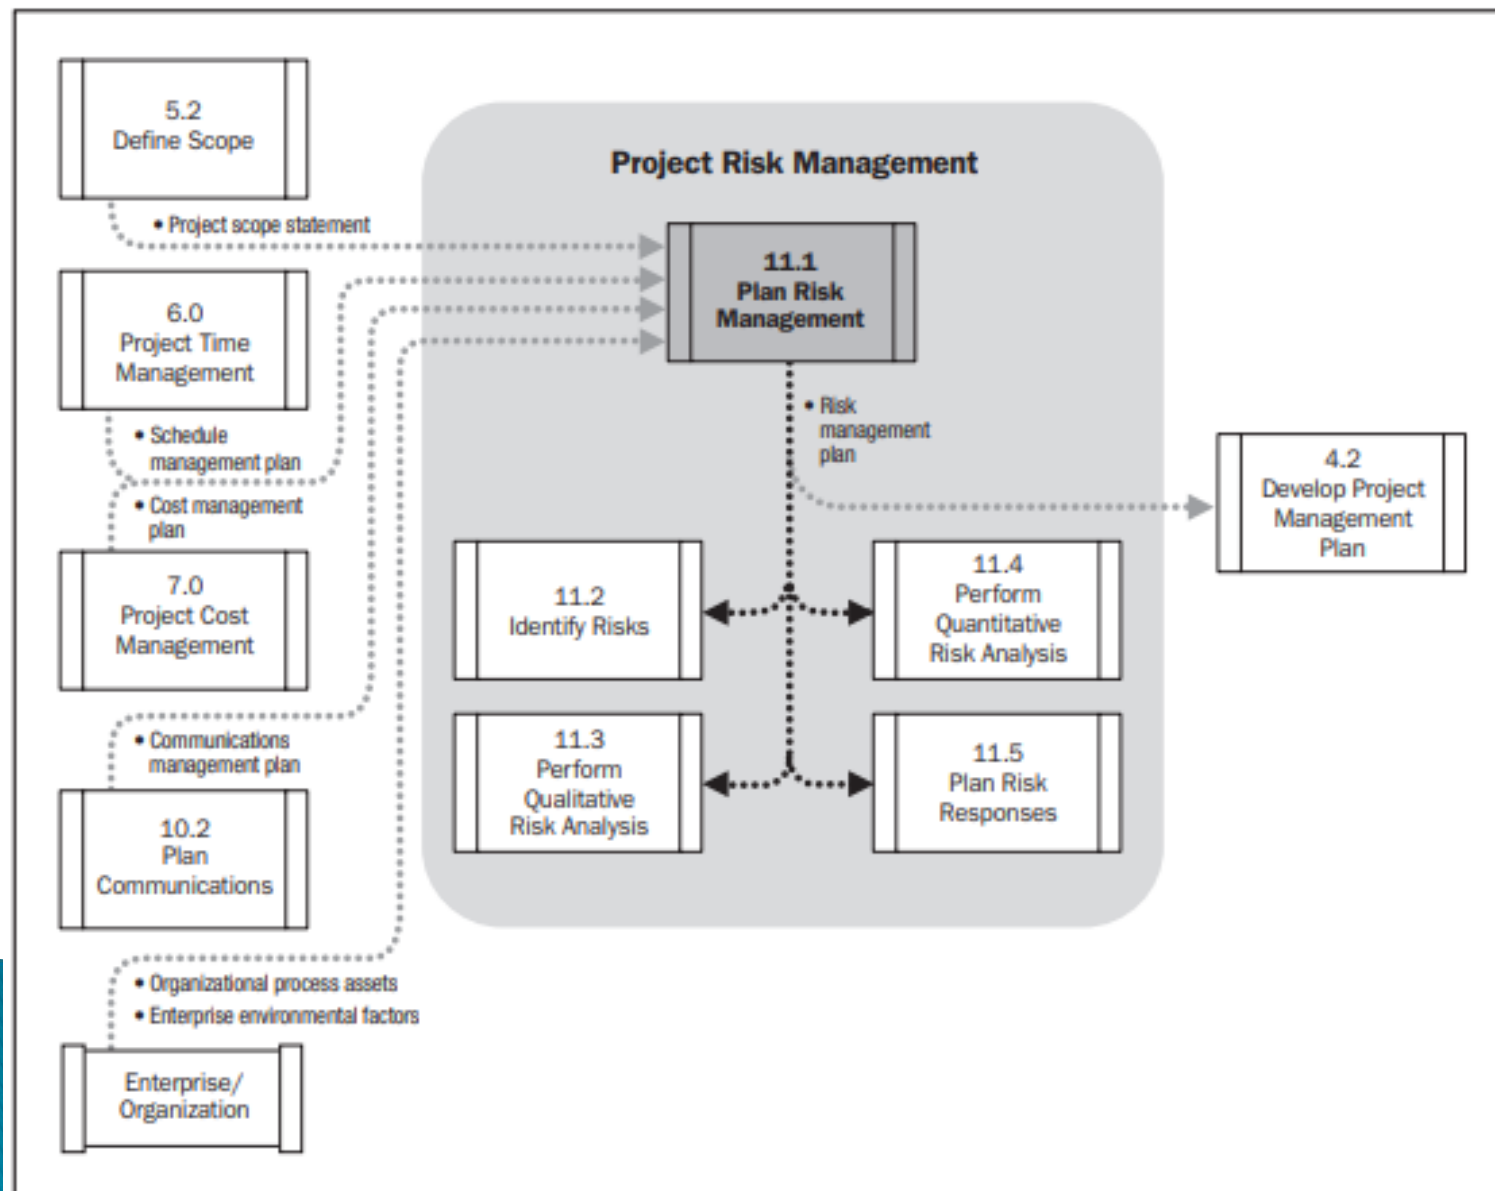 5.2
Define Scope
• Project scope statement
6.0
Project Time
Management
• Schedule
management plan
• Cost management
plan
7.0
Project Cost
Management
• Communications
management plan
10.2
Plan
Communications
• Organizational process assets
• Enterprise environmental factors
Enterprise/
Organization
Project Risk Management
11.1
Plan Risk
Management
• Risk
management
plan
11.2
Identify Risks
11.4
Perform
Quantitative
Risk Analysis
11.3
Perform
Qualitative
Risk Analysis
11.5
Plan Risk
Responses
4.2
Develop Project
Management
Plan